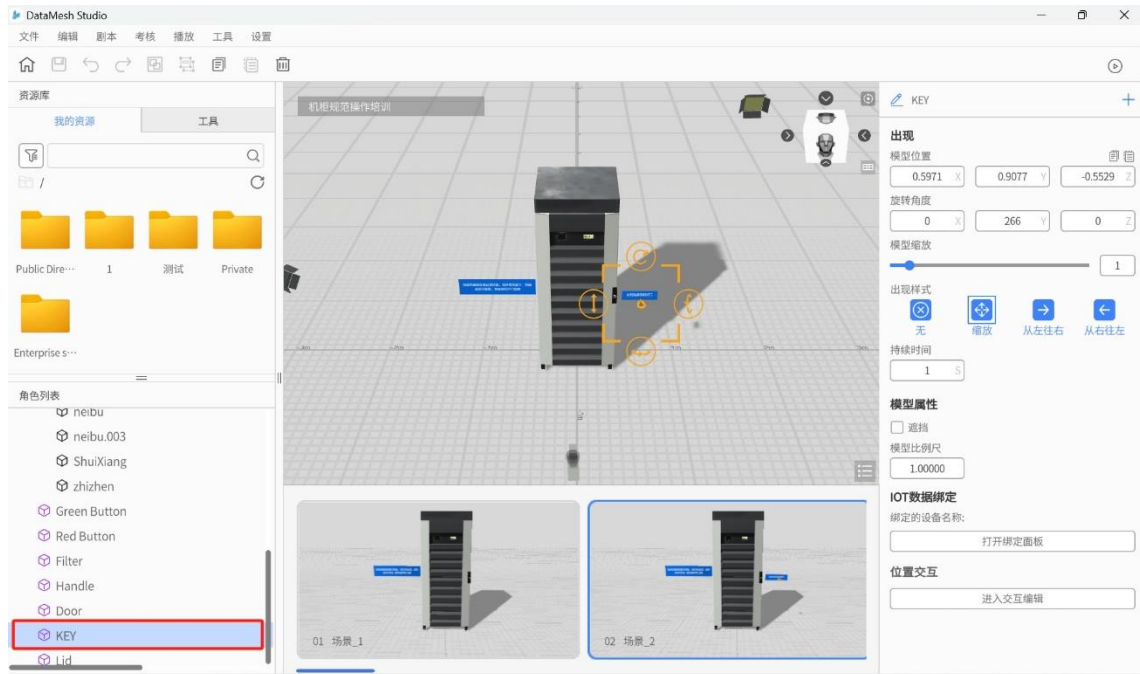 DataMesh Studio
文件 编辑 剧本 考核 播放 工具 设置
资源库
我的资源 工具
/
Public Dire··· 1 测试 Private
Enterprise s···
角色列表
neibu
neibu.003
ShuiXiang
zhizhen
Green Button
Red Button
Filter
Handle
Door
KEY
Lid
机柜规范操作培训
01 场景_1
02 场景_2
KEY
出现
模型位置
0.5971 X 0.9077 Y -0.5529 Z
旋转角度
0 X 266 Y 0 Z
模型缩放
1
出现样式
无 缩放 从左往右 从右往左
持续时间
1 S
模型属性
遮挡
模型比例尺
1.00000
IOT数据绑定
绑定的设备名称:
打开绑定面板
位置交互
进入交互编辑